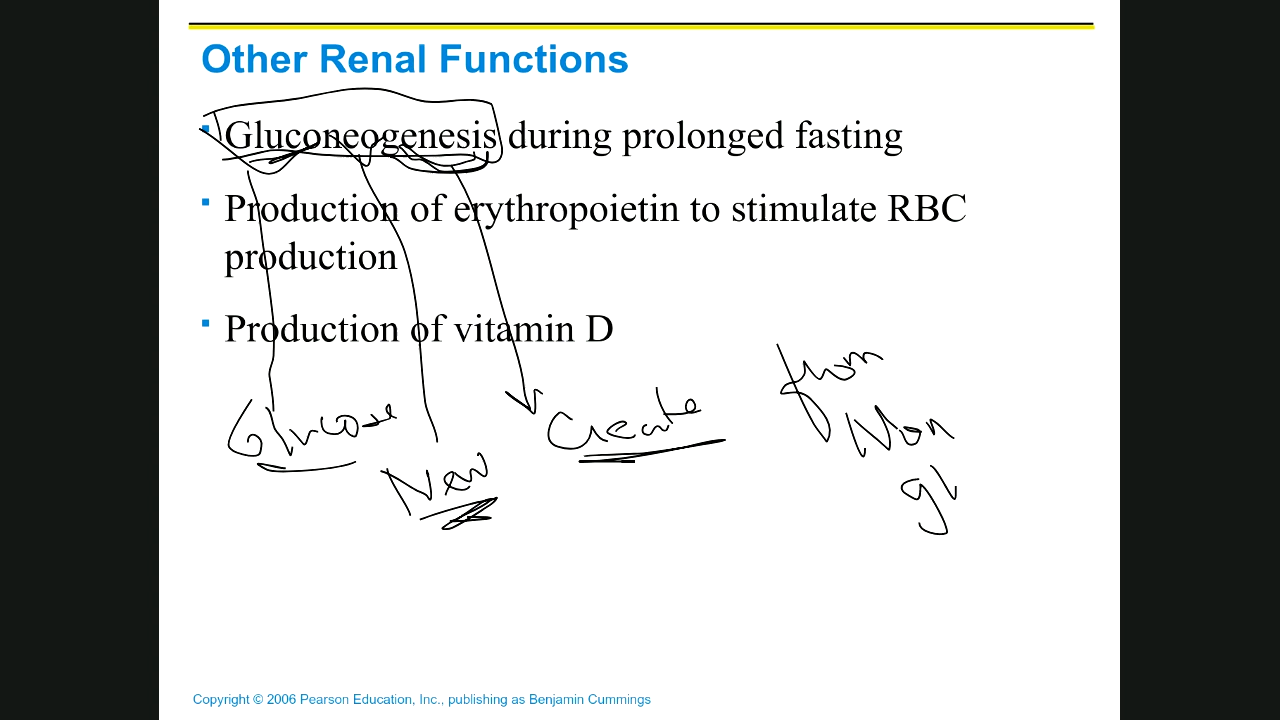 Other Renal Functions
Gluconeogenesis during prolonged fasting
Production of erythropoietin to stimulate RBC
production
Production of vitamin D
from
Glucose
Create
Non
New
gl
Copyright © 2006 Pearson Education, Inc., publishing as Benjamin Cummings